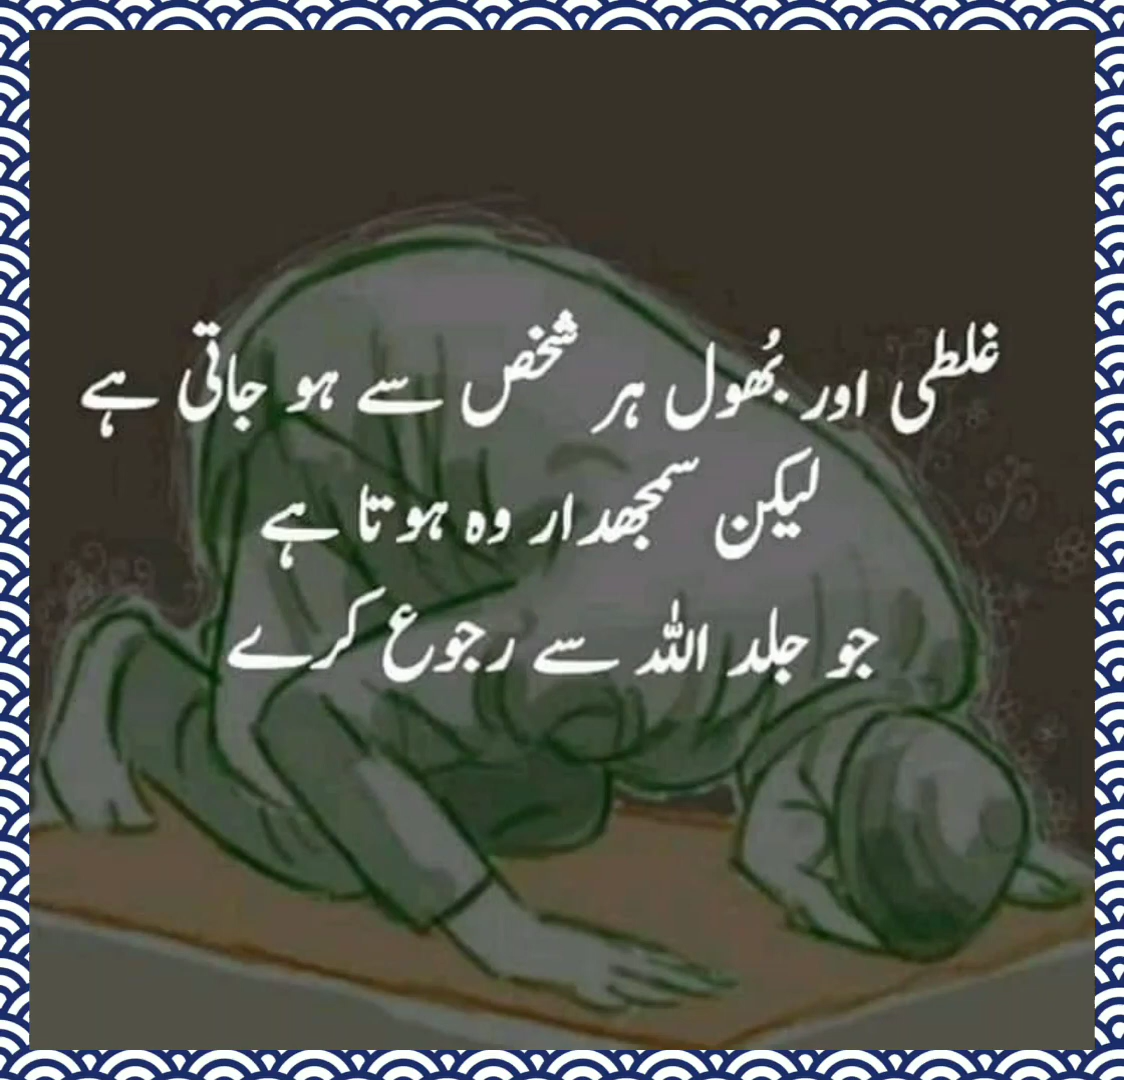 غلطی اور بُھول ہر شخص سے ہو جاتی ہے
لیکن سمجھدار وہ ہوتا ہے
جو جلد اللہ سے رجوع کرے